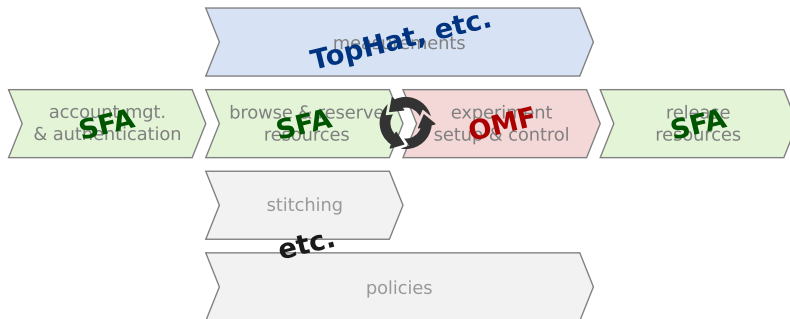 measurements
TopHat, etc.
account mgt.
& authentication
SFA
browse & reserve
resources
SFA
experiment
setup & control
OMF
release
resources
SFA
stitching
etc.
policies